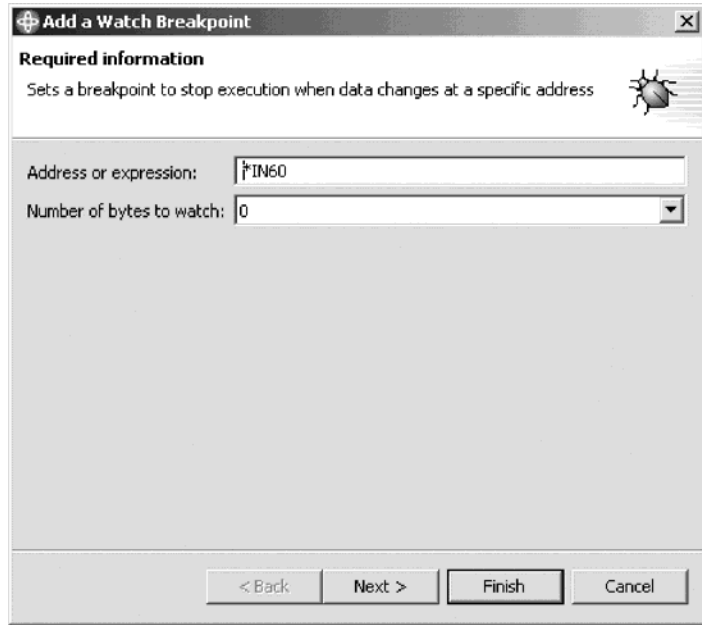 Add a Watch Breakpoint
Required information
Sets a breakpoint to stop execution when data changes at a specific address
Address or expression: *IN60
Number of bytes to watch: 0
< Back Next > Finish Cancel